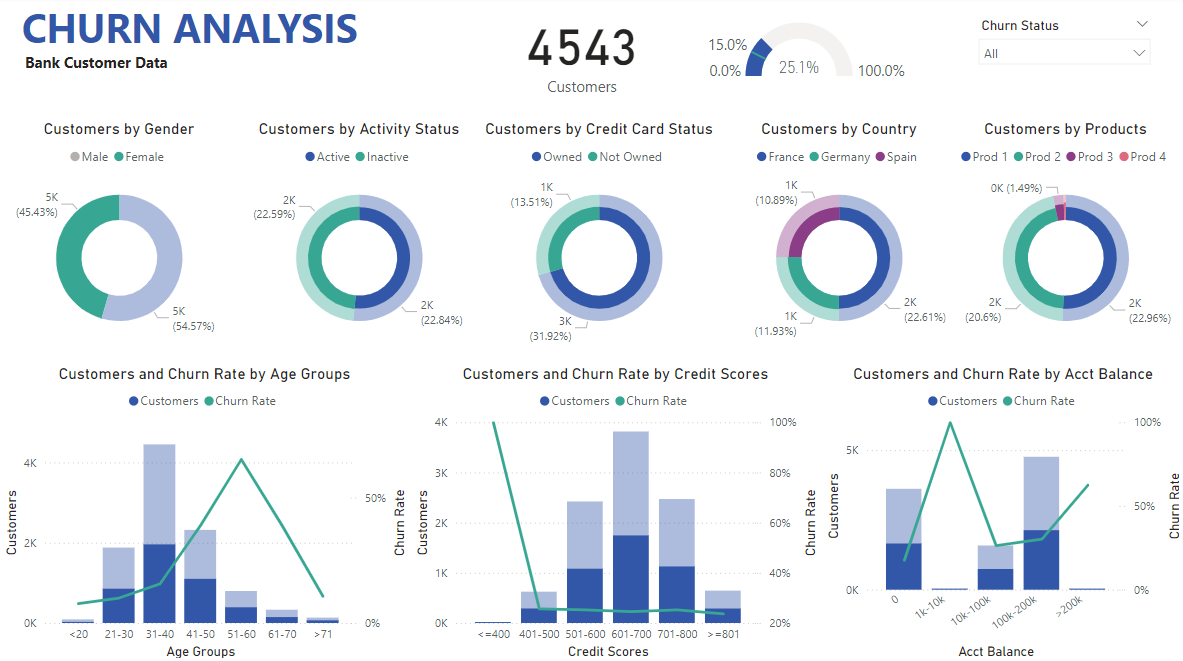 CHURN ANALYSIS
Bank Customer Data
4543
Customers
15.0%
0.0%
25.1%
100.0%
Churn Status
All
Customers by Gender
Male Female
5K
(45.43%)
5K
(54.57%)
Customers by Activity Status
Active Inactive
2K
(22.59%)
2K
(22.84%)
Customers by Credit Card Status
Owned Not Owned
1K
(13.51%)
3K
(31.92%)
Customers by Country
France Germany Spain
1K
(10.89%)
1K
(11.93%)
2K
(22.61%)
Customers by Products
Prod 1 Prod 2 Prod 3 Prod 4
0K (1.49%)
2K
(20.6%)
2K
(22.96%)
Customers and Churn Rate by Age Groups
Customers Churn Rate
Customers
4K
2K
0K
50%
0%
Churn Rate
<20 21-30 31-40 41-50 51-60 61-70 >71
Age Groups
Customers and Churn Rate by Credit Scores
Customers Churn Rate
Customers
4K
3K
2K
1K
0K
100%
80%
60%
40%
20%
Churn Rate
<=400 401-500 501-600 601-700 701-800 >=801
Credit Scores
Customers and Churn Rate by Acct Balance
Customers Churn Rate
Customers
5K
0K
100%
50%
0%
Churn Rate
0 1k-10k 10k-100k 100k-200k >200k
Acct Balance